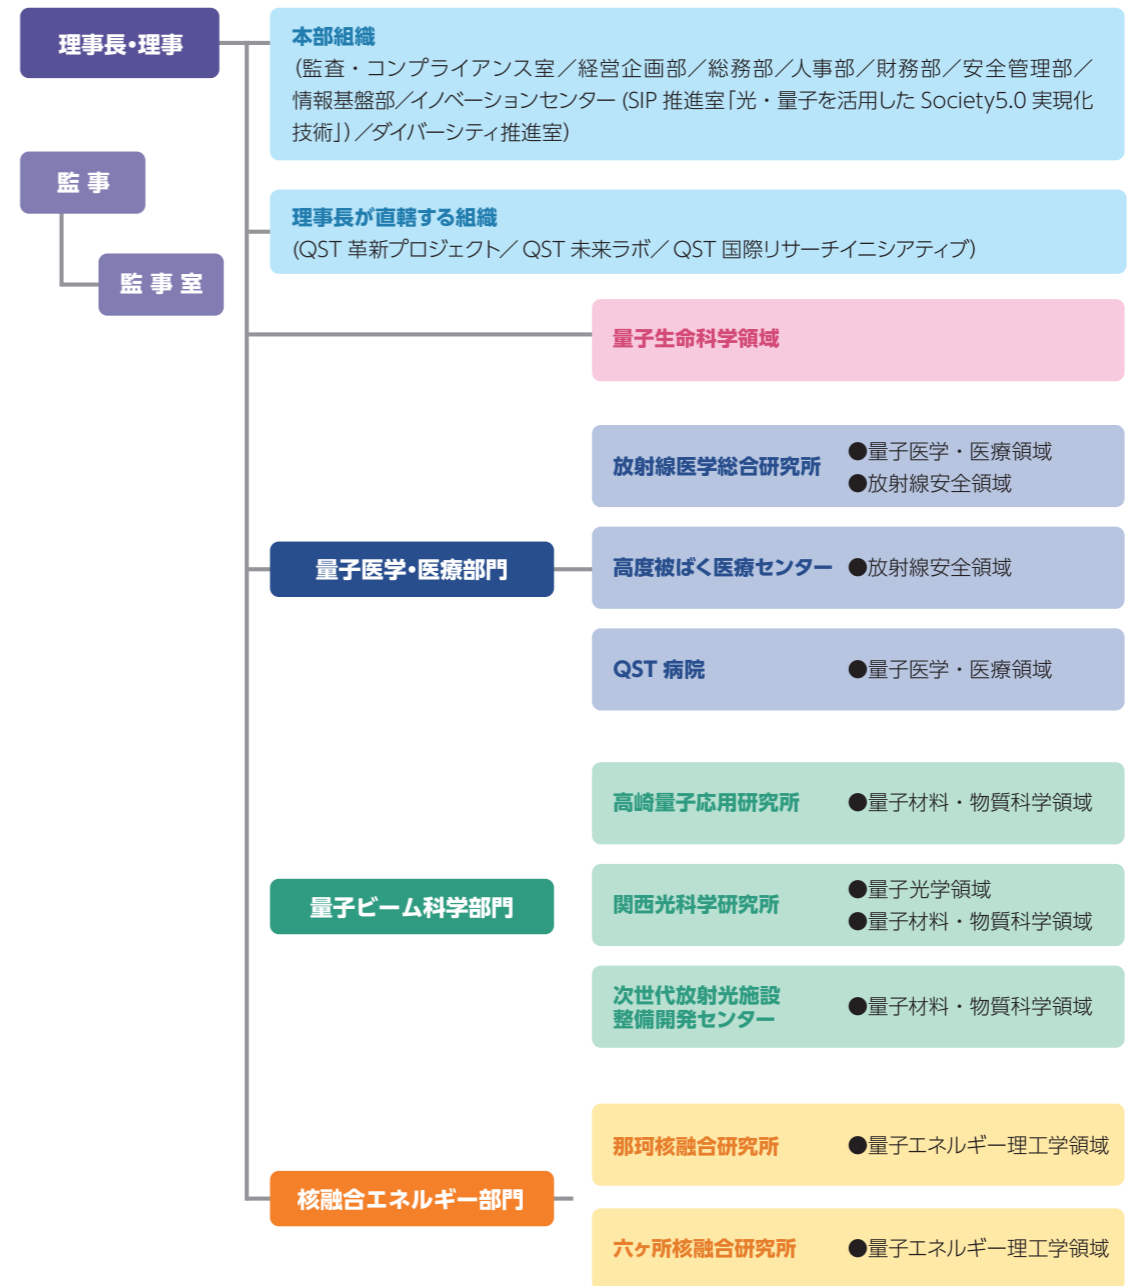 理事長・理事
本部組織
(監査・コンプライアンス室／経営企画部／総務部／人事部／財務部／安全管理部／
情報基盤部／イノベーションセンター (SIP 推進室「光・量子を活用した Society5.0 実現化
技術」)／ダイバーシティ推進室)
監 事
監 事 室
理事長が直轄する組織
(QST 革新プロジェクト／ QST 未来ラボ／ QST 国際リサーチイニシアティブ)
量子生命科学領域
量子医学・医療部門
放射線医学総合研究所
●量子医学・医療領域
●放射線安全領域
高度被ばく医療センター
●放射線安全領域
QST 病院
●量子医学・医療領域
量子ビーム科学部門
高崎量子応用研究所
●量子材料・物質科学領域
関西光科学研究所
●量子光学領域
●量子材料・物質科学領域
次世代放射光施設
整備開発センター
●量子材料・物質科学領域
核融合エネルギー部門
那珂核融合研究所
●量子エネルギー理工学領域
六ヶ所核融合研究所
●量子エネルギー理工学領域